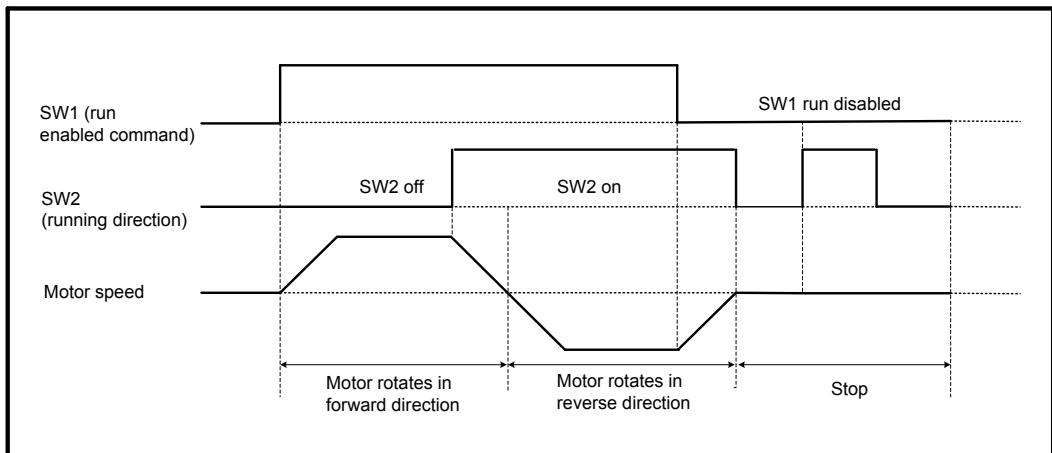 SW1 (run
enabled command)
SW1 run disabled
SW2 off
SW2 on
SW2
(running direction)
Motor speed
Motor rotates in
forward direction
Motor rotates in
reverse direction
Stop